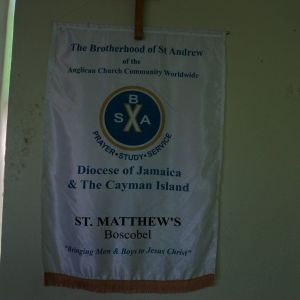 The Brotherhood of St Andrew
of the
Anglican Church Community Worldwide
B
S X A
PRAYER•STUDY•SERVICE
Diocese of Jamaica
& The Cayman Island
ST. MATTHEW'S
Boscobel
"Bringing Men & Boys to Jesus Christ"